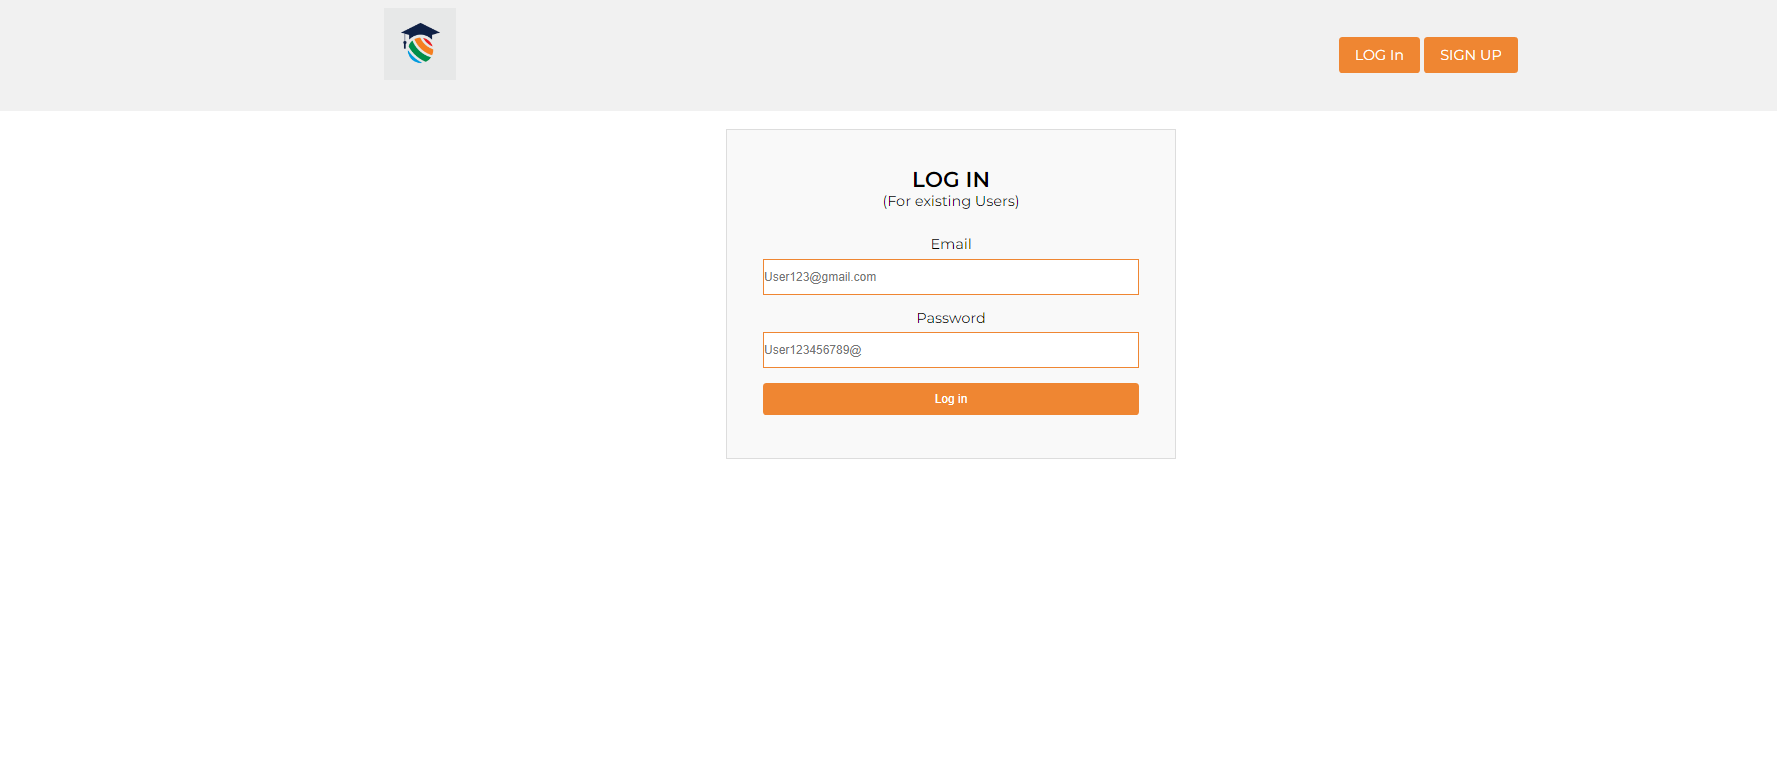 LOG In SIGN UP
LOG IN
(For existing Users)
Email
User123@gmail.com
Password
User123456789@
Log in